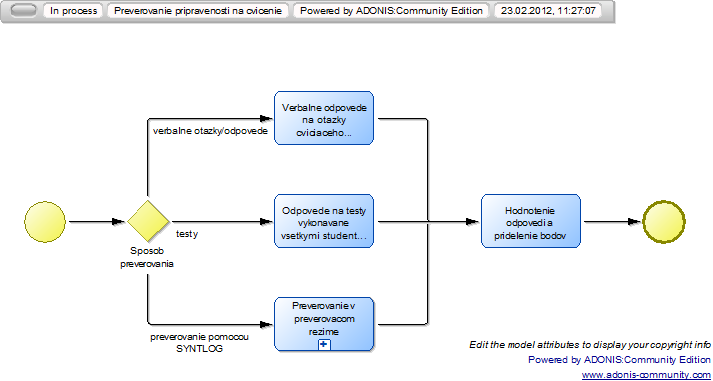 In process Preverovanie pripravenosti na cvicenie Powered by ADONIS:Community Edition 23.02.2012, 11:27:07
Verbalne odpovede
na otazky
cviciaceho...
verbalne otazky/odpovede
Odpovede na testy
vykonavane
vsetkymi student...
Hodnotenie
odpovedi a
pridelenie bodov
testy
Sposob
preverovania
Preverovanie v
preverovacom
rezime
preverovanie pomocou
SYNTLOG
Edit the model attributes to display your copyright info
Powered by ADONIS:Community Edition
www.adonis-community.com